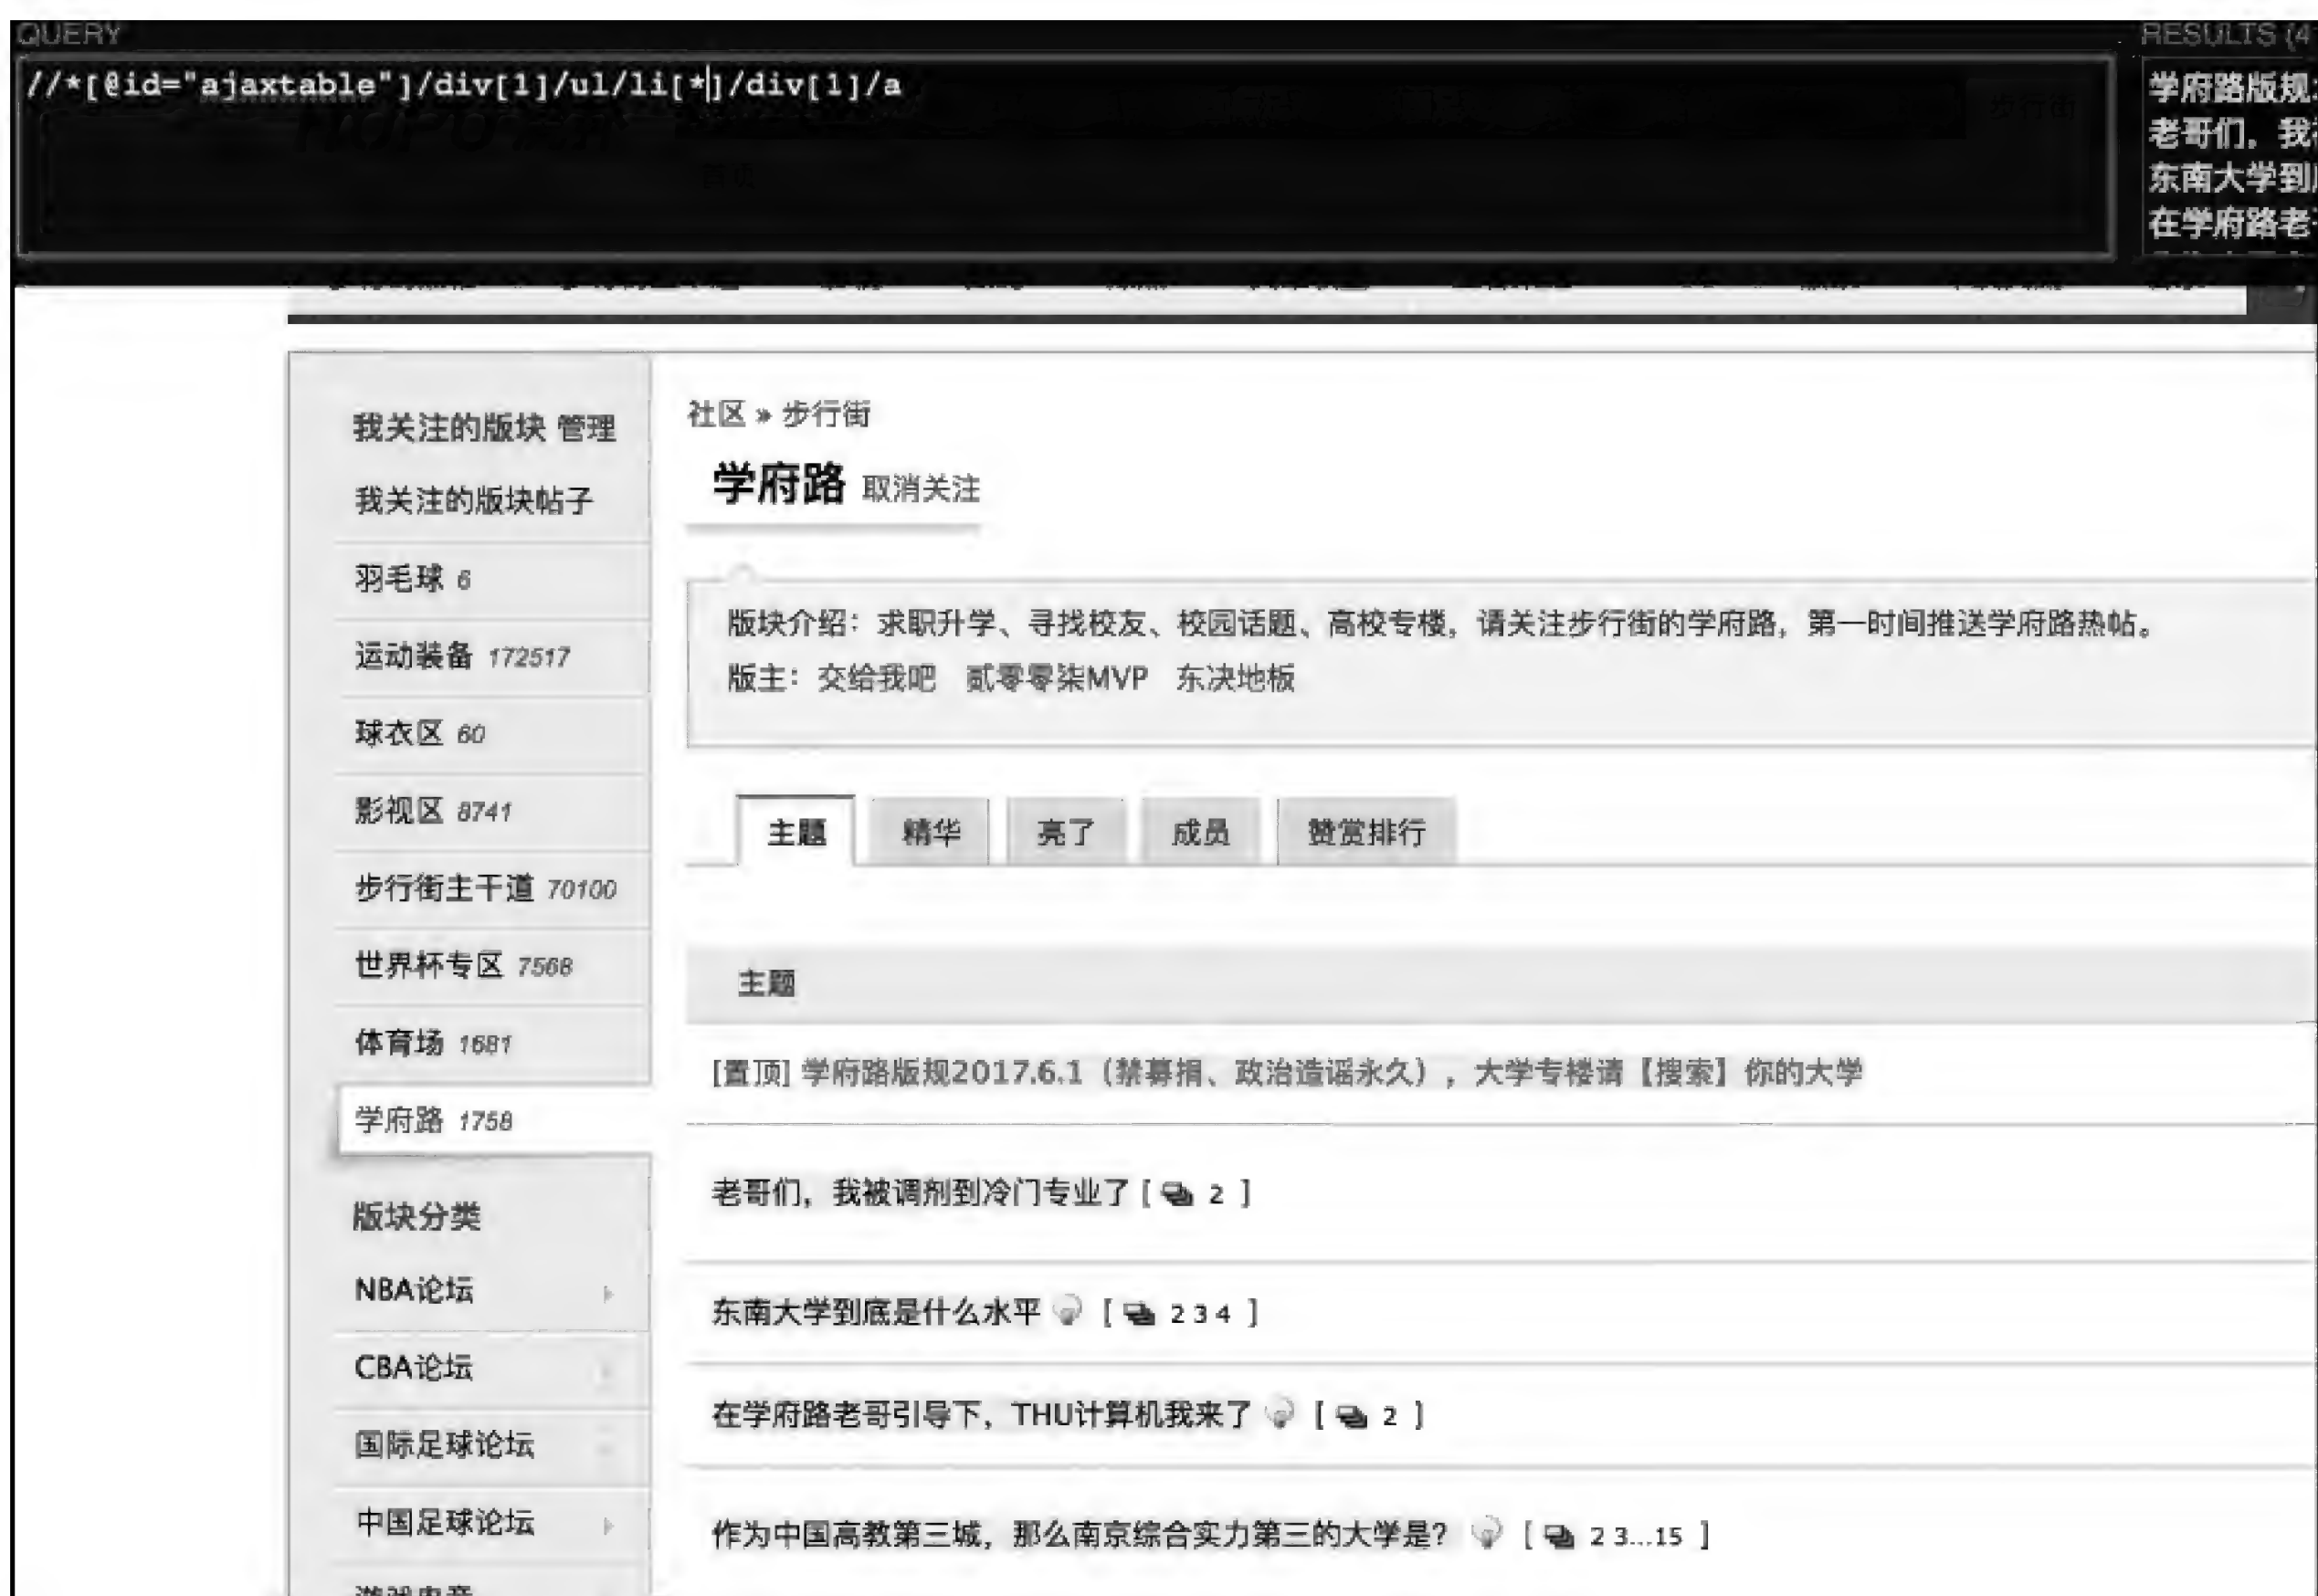 QUERY
//*[@id="ajaxtable"]/div[1]/ul/li[*]/div[1]/a
步行街
首页
RESULTS (4
学府路版规
老哥们，我
东南大学到
在学府路老
我关注的版块 管理
我关注的版块帖子
羽毛球 6
运动装备 172517
球衣区 60
影视区 8741
步行街主干道 70100
世界杯专区 7568
体育场 1681
学府路 1758
版块分类
NBA论坛
CBA论坛
国际足球论坛
中国足球论坛
社区 » 步行街
学府路 取消关注
版块介绍：求职升学、寻找校友、校园话题、高校专楼，请关注步行街的学府路，第一时间推送学府路热帖。
版主：交给我吧 贰零零柒MVP 东决地板
主题 精华 亮了 成员 赞赏排行
主题
[置顶] 学府路版规2017.6.1（禁募捐、政治造谣永久），大学专楼请【搜索】你的大学
老哥们，我被调剂到冷门专业了 [ 2 ]
东南大学到底是什么水平 [ 2 3 4 ]
在学府路老哥引导下，THU计算机我来了 [ 2 ]
作为中国高教第三城，那么南京综合实力第三的大学是？ [ 2 3...15 ]